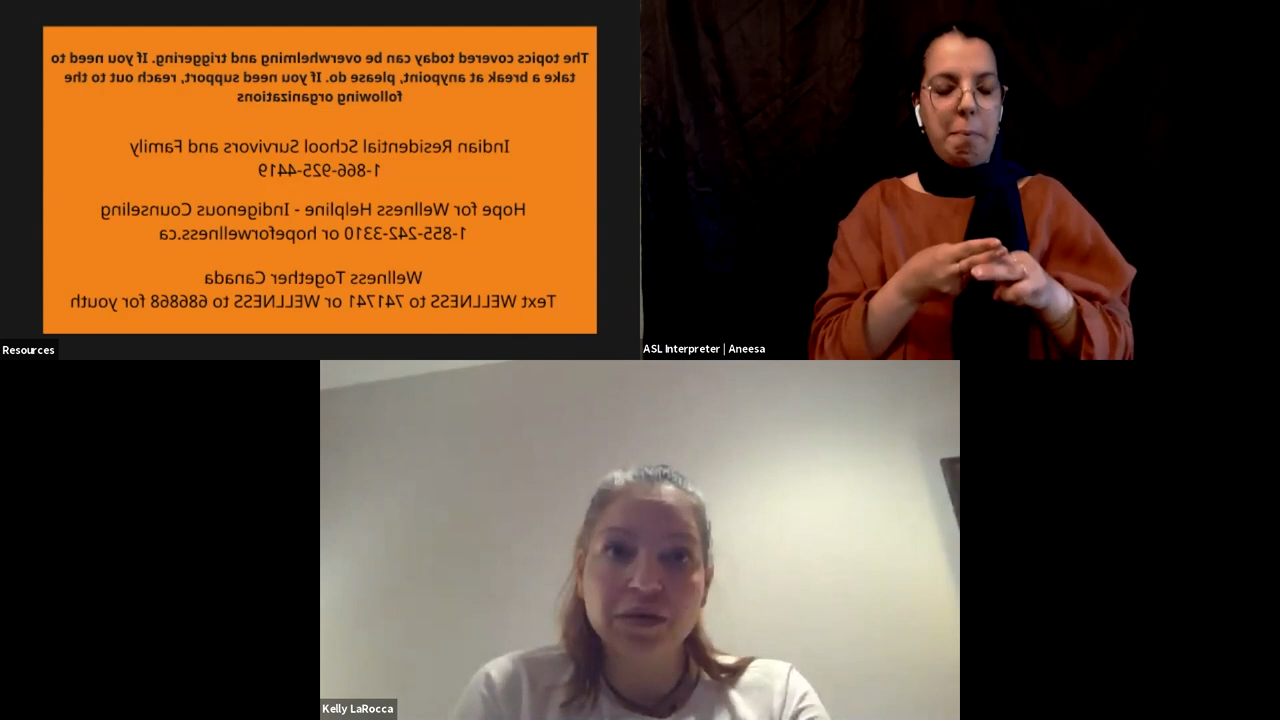 The topics covered today can be overwhelming and triggering. If you need to
take a break at anypoint, please do. If you need support, reach out to the
following organizations
Indian Residential School Survivors and Family
1-866-925-4419
Hope for Wellness Helpline - Indigenous Counseling
1-855-242-3310 or hopeforwellness.ca
Wellness Together Canada
Text WELLNESS to 741741 or WELLNESS to 686868 for youth
Resources
ASL Interpreter | Aneesa
Kelly LaRocca